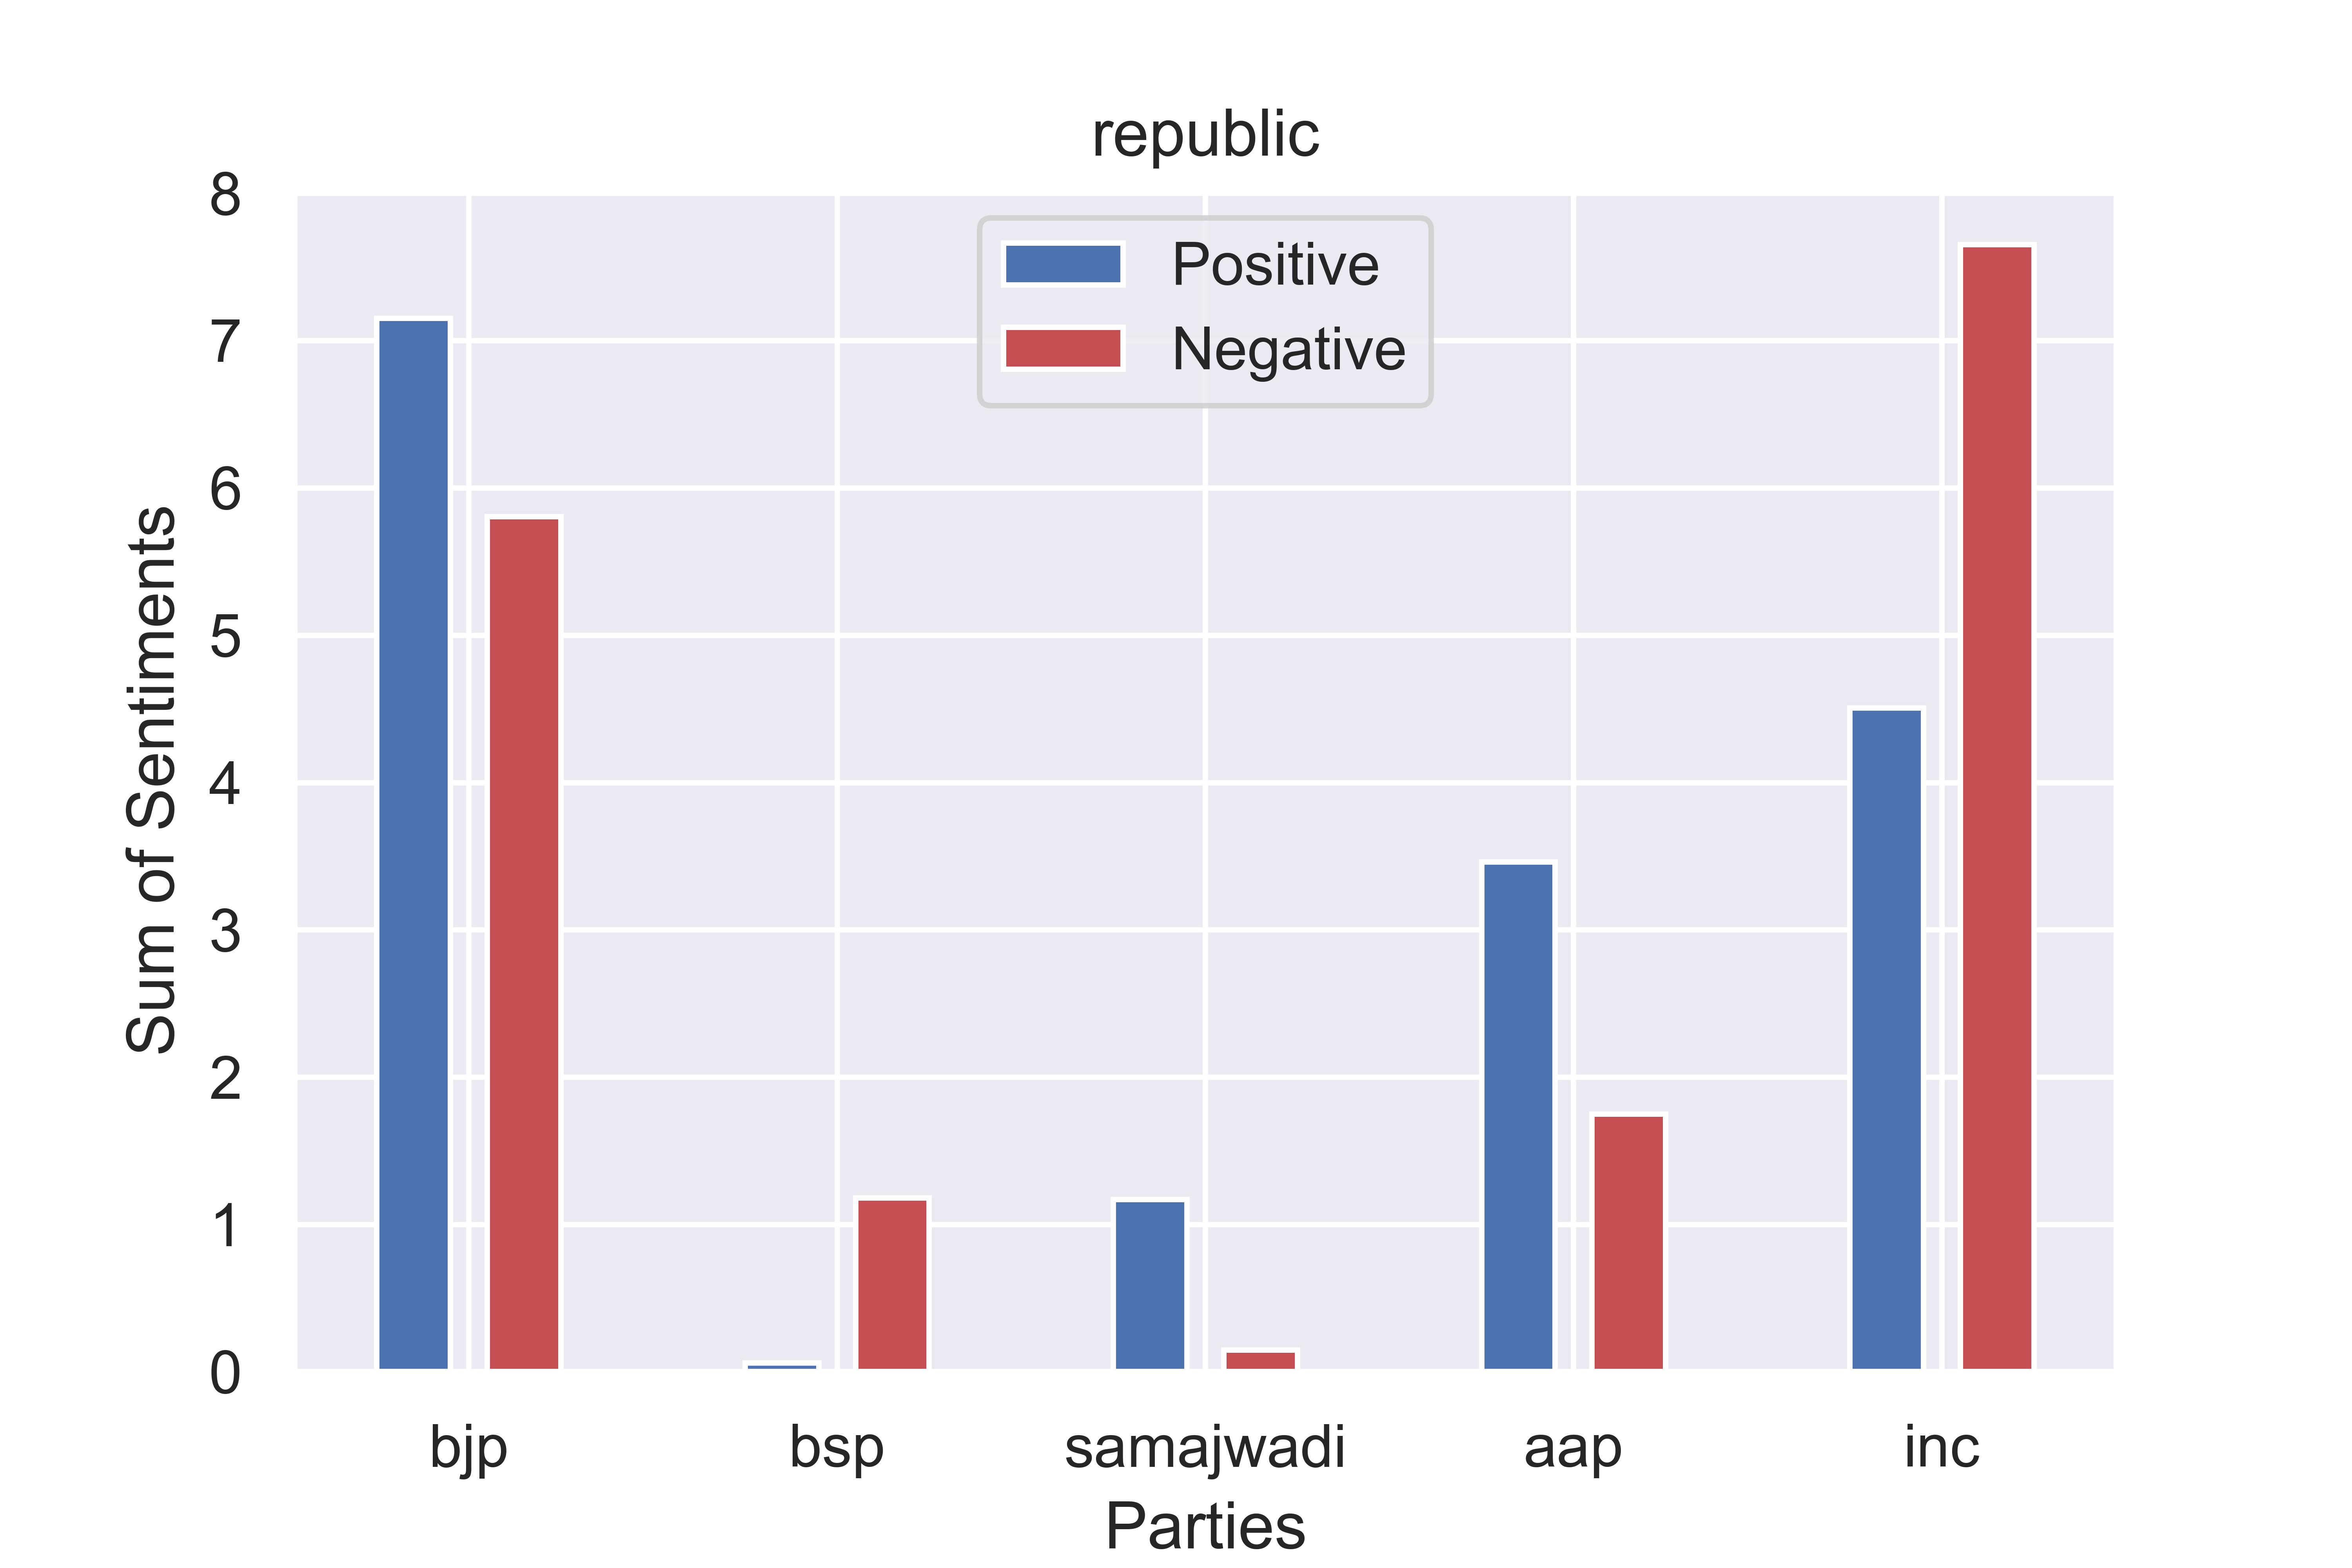 republic
Positive
Negative
8
7
6
5
4
3
2
1
0
Sum of Sentiments
bjp bsp samajwadi aap inc
Parties